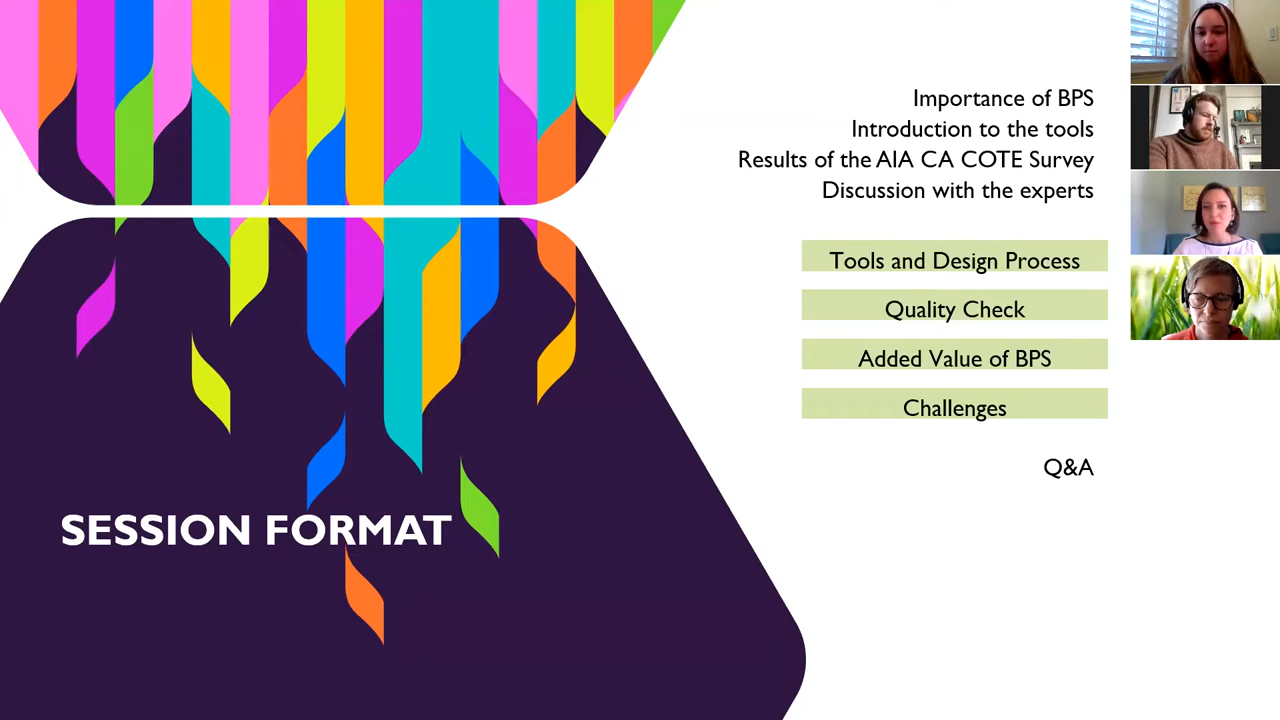 Importance of BPS
Introduction to the tools
Results of the AIA CA COTE Survey
Discussion with the experts
Tools and Design Process
Quality Check
Added Value of BPS
Challenges
Q&A
SESSION FORMAT